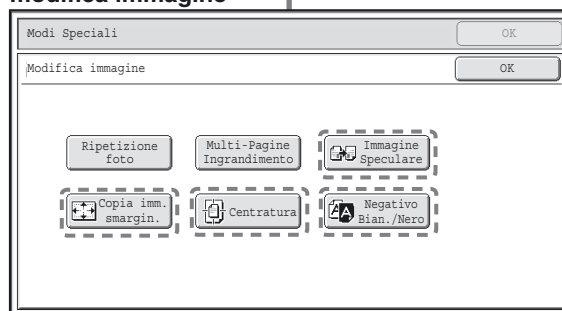 modifica immagine
Modi Speciali
OK
Modifica immagine
OK
Ripetizione
foto
Multi-Pagine
Ingrandimento
Immagine
Speculare
Copia imm.
smargin.
Centratura
Negativo
Bian./Nero